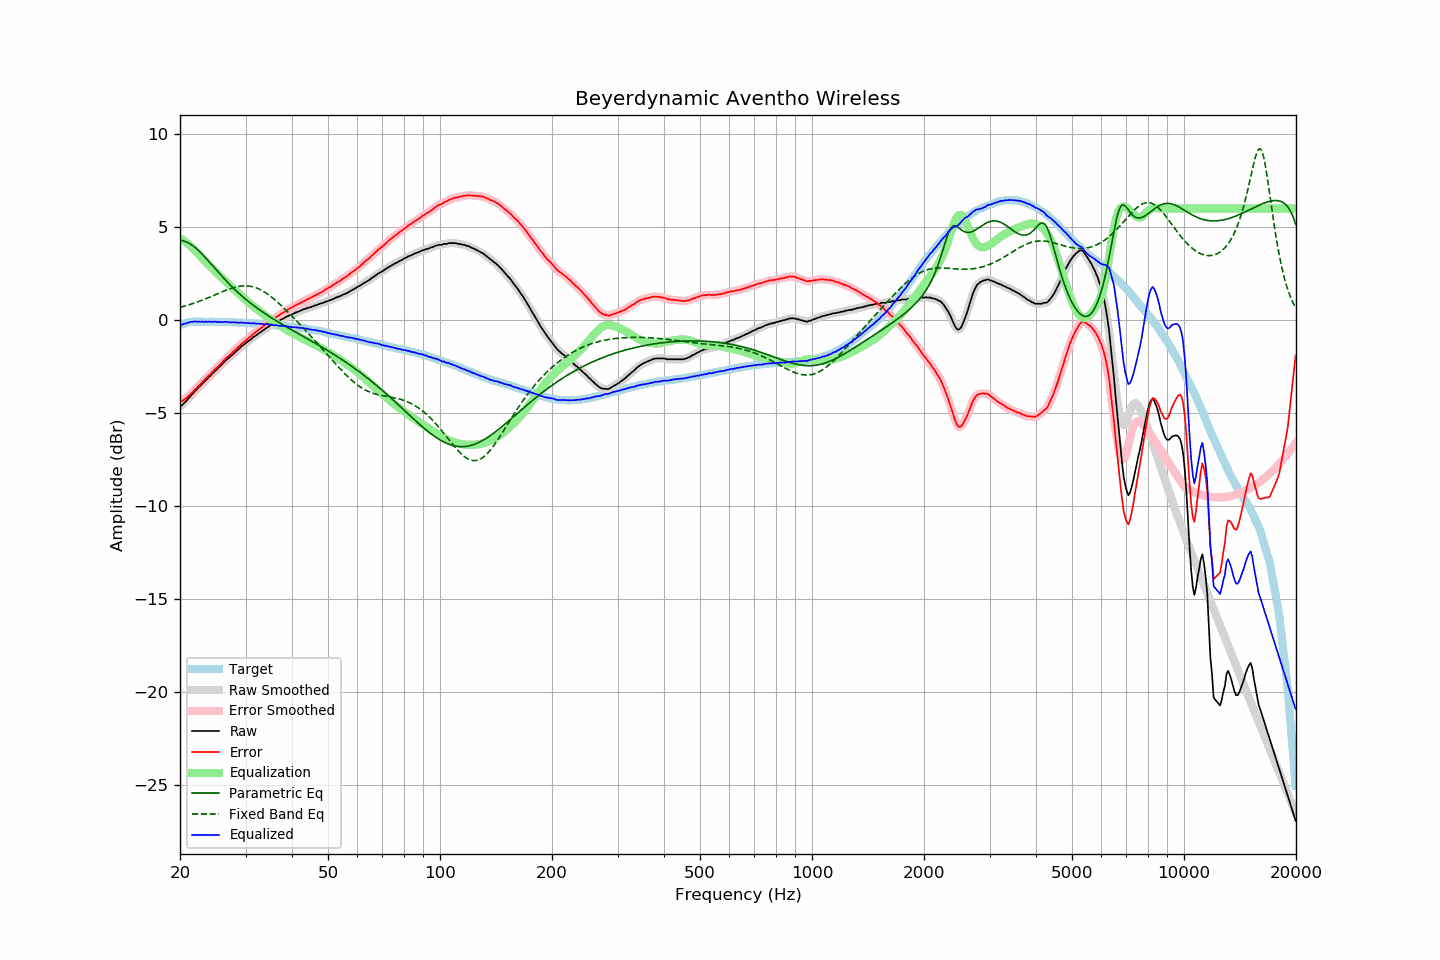 Beyerdynamic Aventho Wireless
10
5
0
−5
−10
−15
−20
−25
Amplitude (dBr)
Target
Raw Smoothed
Error Smoothed
Raw
Error
Equalization
Parametric Eq
Fixed Band Eq
Equalized
20 50 100 200 500 1000 2000 5000 10000 20000
Frequency (Hz)